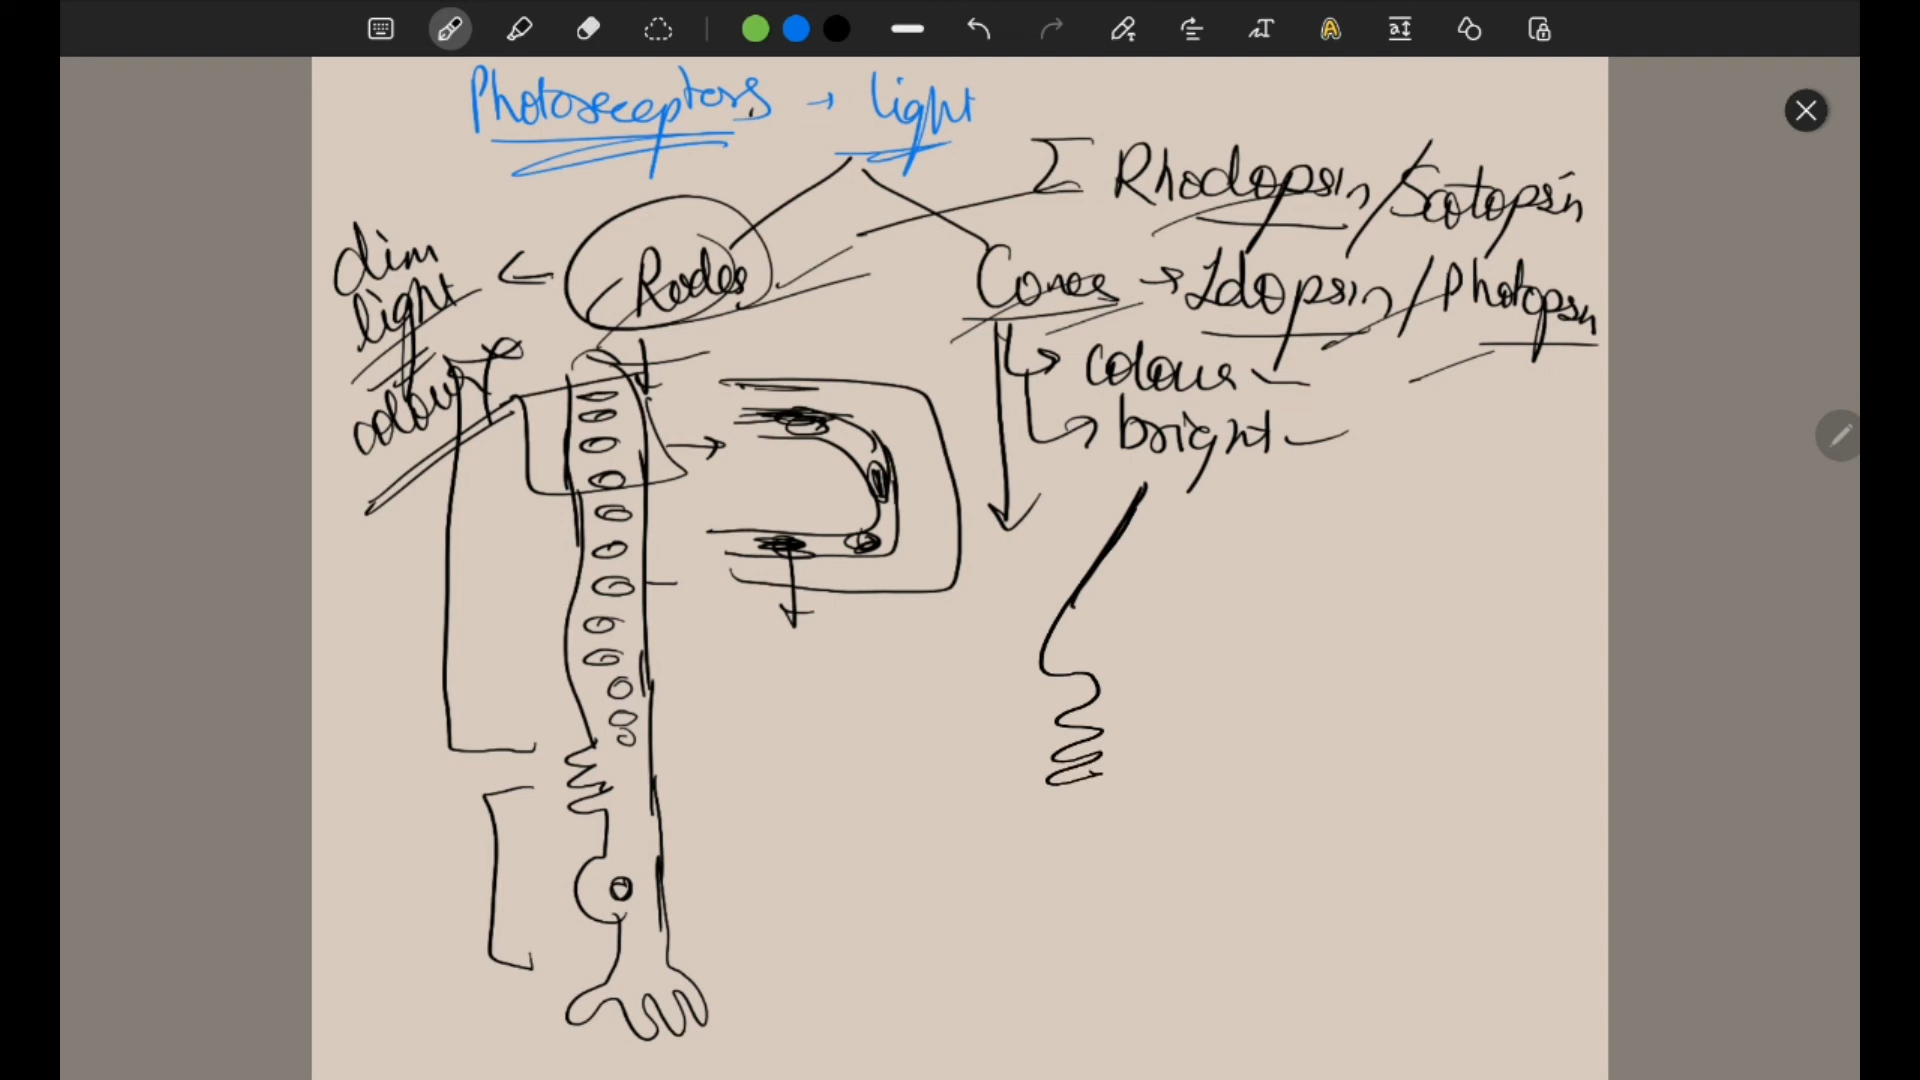 Photoreceptors → light
Rhodopsin/Scotopsin
dim light ← Rodes
Cones → Idopsin/Photopsin
colour
→ colour
→ bright